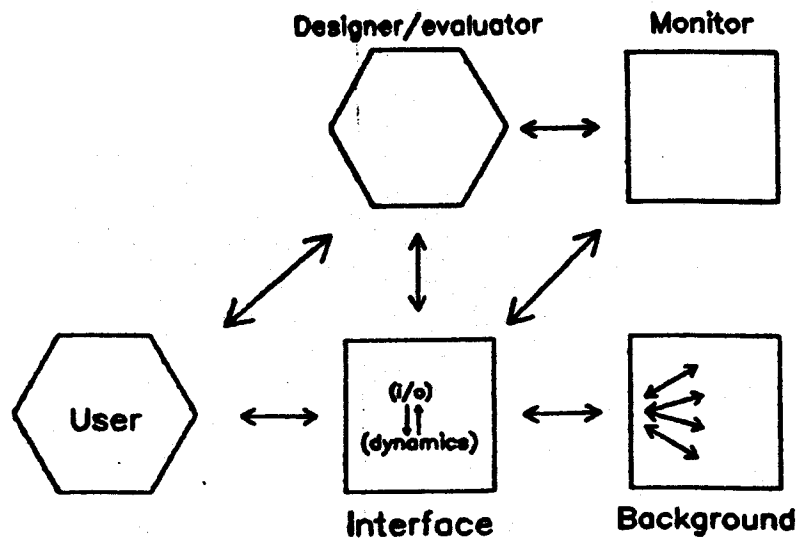 Designer/evaluator
Monitor
User
(i/o)
(dynamics)
Interface
Background